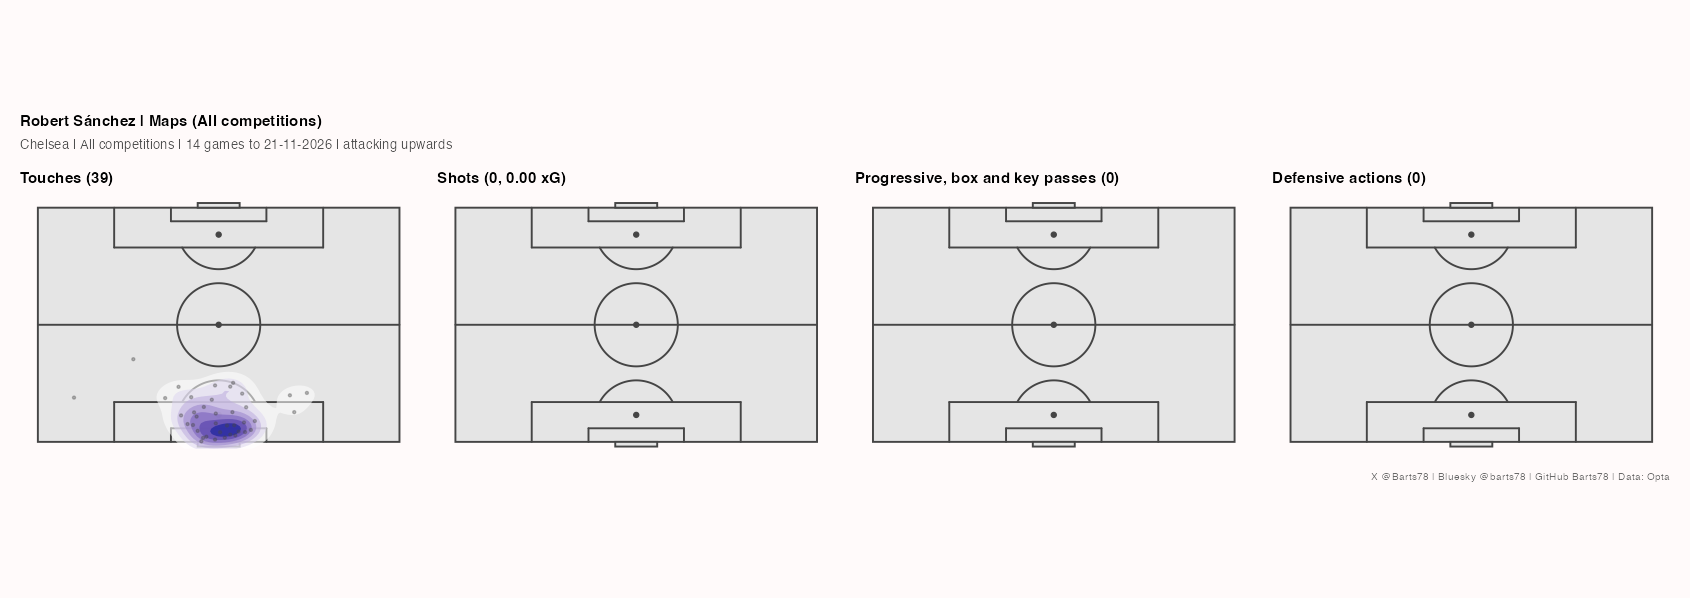 Robert Sánchez | Maps (All competitions)
Chelsea | All competitions | 14 games to 21-11-2026 | attacking upwards
Touches (39)
Shots (0, 0.00 xG)
Progressive, box and key passes (0)
Defensive actions (0)
X @Barts78 | Bluesky @barts78 | GitHub Barts78 | Data: Opta